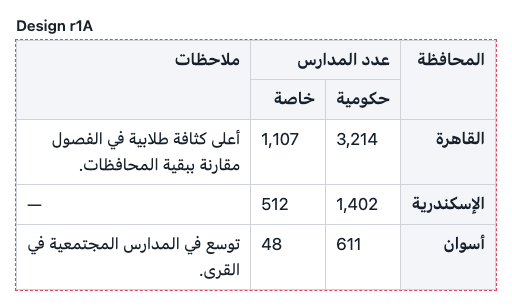 Design r1A
المحافظة
عدد المدارس
ملاحظات
حكومية
خاصة
القاهرة
3,214
1,107
أعلى كثافة طلابية في الفصول
مقارنة ببقية المحافظات.
الإسكندرية
1,402
512
—
أسوان
611
48
توسع في المدارس المجتمعية في
القرى.